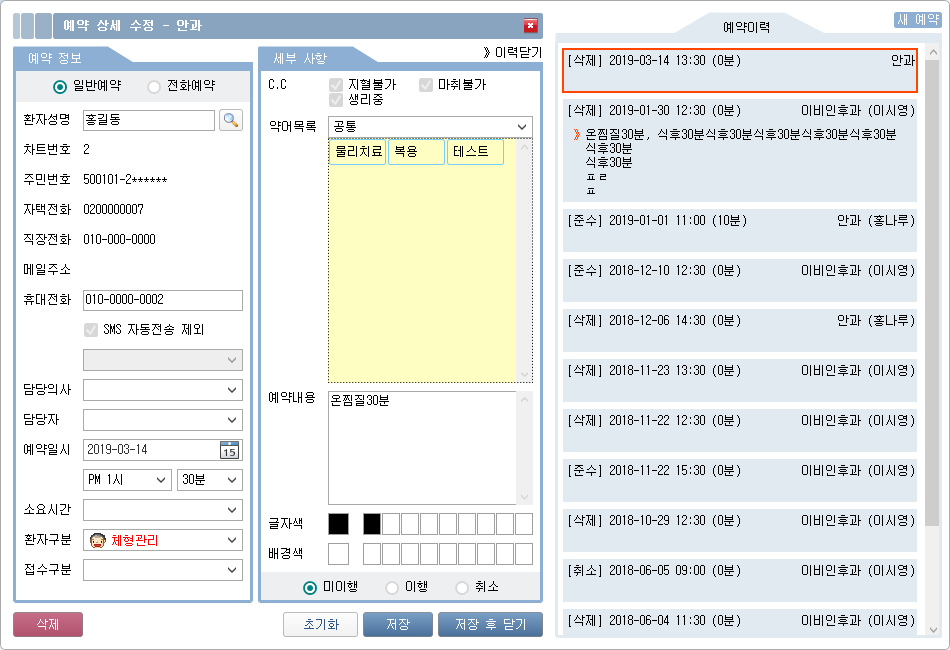 예약 상세 수정 - 안과
예약 정보
일반예약 전화예약
환자성명 홍길동
차트번호 2
주민번호 500101-2******
자택전화 0200000007
직장전화 010-000-0000
메일주소
휴대전화 010-0000-0002
SMS 자동전송 제외
담당의사
담당자
예약일시 2019-03-14 15
PM 1시 30분
소요시간
환자구분 체형관리
접수구분
삭제
세부 사항 》이력닫기
C.C 지혈불가 마취불가
생리중
약어목록 공통
물리치료 복용 테스트
예약내용 온찜질30분
글자색
배경색
미이행 이행 취소
초기화 저장 저장 후 닫기
예약이력 새 예약
[삭제] 2019-03-14 13:30 (0분) 안과
[삭제] 2019-01-30 12:30 (0분) 이비인후과 (이시영)
》온찜질30분, 식후30분식후30분식후30분식후30분식후30분
식후30분
식후30분
ㅛㄹ
ㅛ
[준수] 2019-01-01 11:00 (10분) 안과 (홍나루)
[준수] 2018-12-10 12:30 (0분) 이비인후과 (이시영)
[삭제] 2018-12-06 14:30 (0분) 안과 (홍나루)
[삭제] 2018-11-23 13:30 (0분) 이비인후과 (이시영)
[삭제] 2018-11-22 12:30 (0분) 이비인후과 (이시영)
[준수] 2018-11-22 15:30 (0분) 이비인후과 (이시영)
[삭제] 2018-10-29 12:30 (0분) 이비인후과 (이시영)
[취소] 2018-06-05 09:00 (0분) 이비인후과 (이시영)
[삭제] 2018-06-04 11:30 (0분) 이비인후과 (이시영)